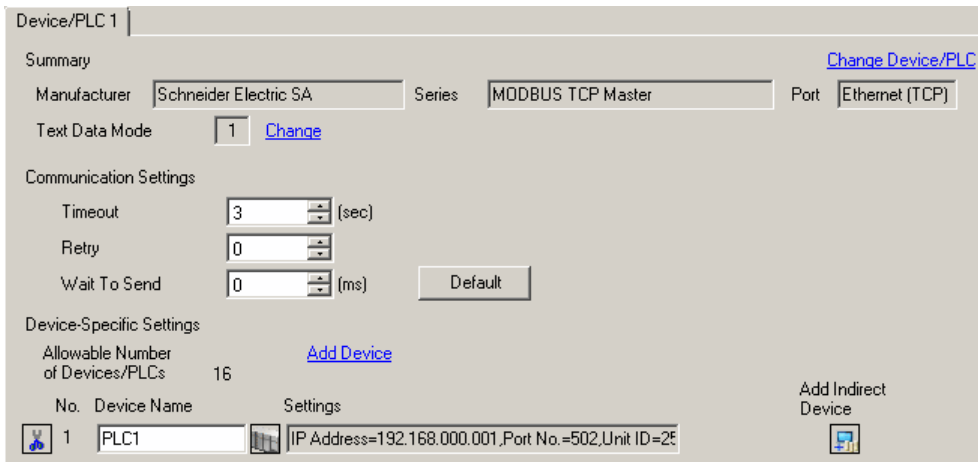 Device/PLC 1
Summary
Change Device/PLC
Manufacturer Schneider Electric SA Series MODBUS TCP Master Port Ethernet (TCP)
Text Data Mode 1 Change
Communication Settings
Timeout 3 (sec)
Retry 0
Wait To Send 0 (ms) Default
Device-Specific Settings
Allowable Number
of Devices/PLCs 16
Add Device
Add Indirect
Device
No. Device Name Settings
1 PLC1 IP Address=192.168.000.001,Port No.=502,Unit ID=25